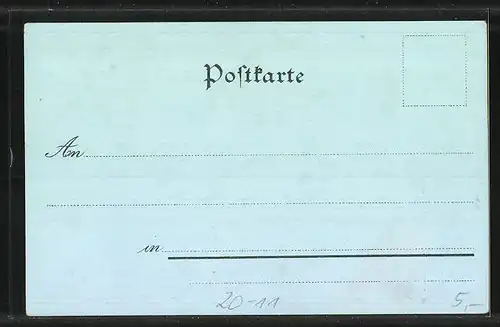 Poſtkarte
An
in
20-11 5,-